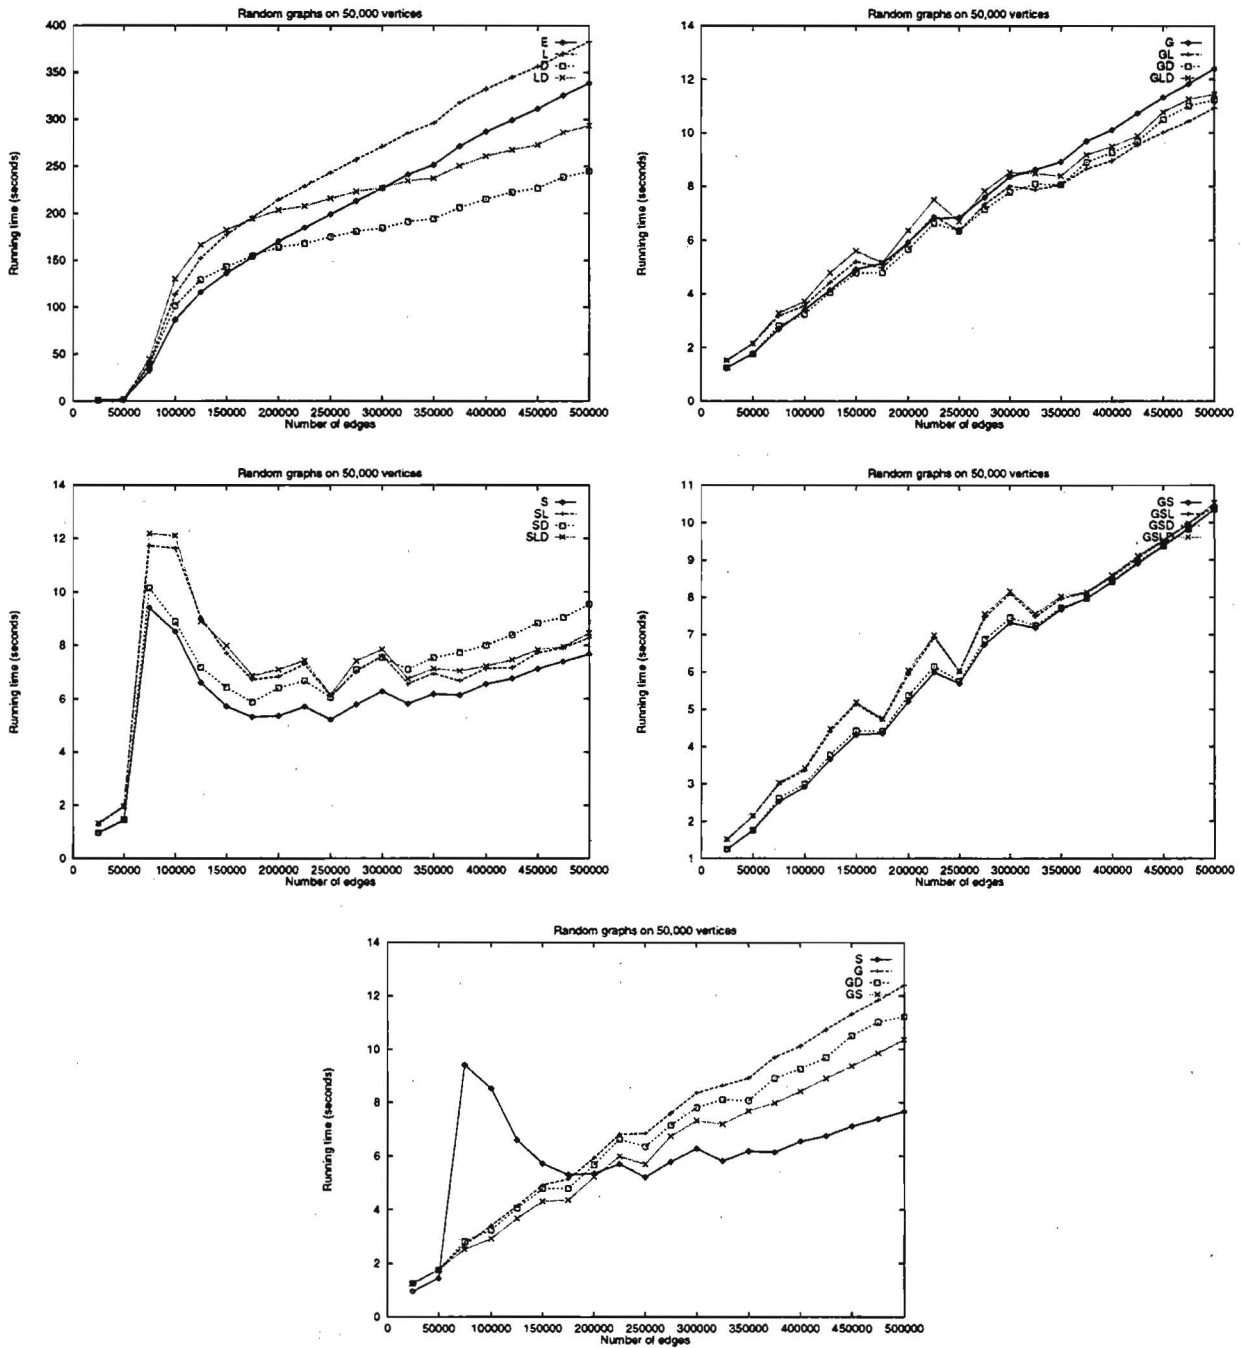 Random graphs on 50,000 vertices
400
350
300
250
200
150
100
50
0
Running time (seconds)
E
L
D
LD
0 50000 100000 150000 200000 250000 300000 350000 400000 450000 500000
Number of edges
Random graphs on 50,000 vertices
14
12
10
8
6
4
2
0
Running time (seconds)
G
GL
GD
GLD
0 50000 100000 150000 200000 250000 300000 350000 400000 450000 500000
Number of edges
Random graphs on 50,000 vertices
14
12
10
8
6
4
2
0
Running time (seconds)
S
SL
SD
SLD
0 50000 100000 150000 200000 250000 300000 350000 400000 450000 500000
Number of edges
Random graphs on 50,000 vertices
11
10
9
8
7
6
5
4
3
2
1
Running time (seconds)
GS
GSL
GSD
GSLD
0 50000 100000 150000 200000 250000 300000 350000 400000 450000 500000
Number of edges
Random graphs on 50,000 vertices
14
12
10
8
6
4
2
0
Running time (seconds)
S
G
GD
GS
0 50000 100000 150000 200000 250000 300000 350000 400000 450000 500000
Number of edges